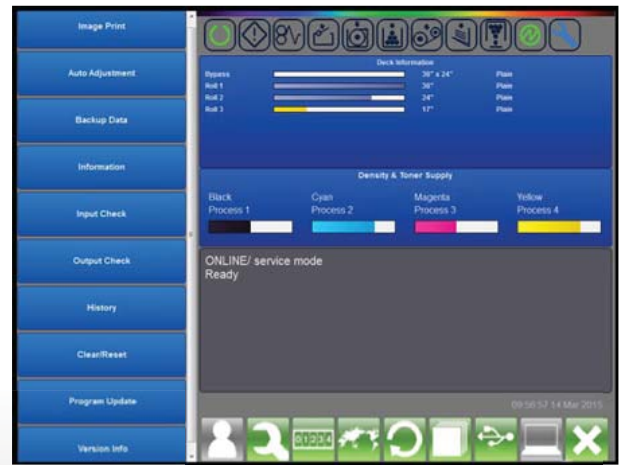 Image Print
Auto Adjustment
Backup Data
Information
Input Check
Output Check
History
Clear/Reset
Program Update
Version Info
Deck Information
Bypass 36" x 24" Plain
Roll 1 36" Plain
Roll 2 24" Plain
Roll 3 17" Plain
Density & Toner Supply
Black Cyan Magenta Yellow
Process 1 Process 2 Process 3 Process 4
ONLINE/ service mode
Ready
09:56:57 14 Mar 2015
01234